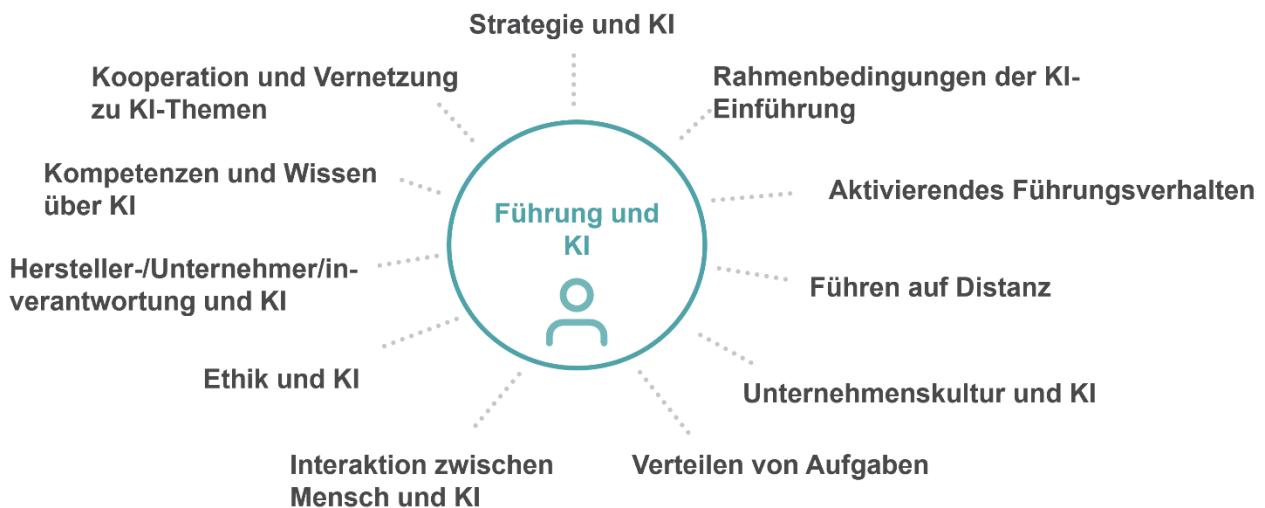 Strategie und KI
Kooperation und Vernetzung
zu KI-Themen
Rahmenbedingungen der KI-
Einführung
Kompetenzen und Wissen
über KI
Aktivierendes Führungsverhalten
Führung und
KI
Hersteller-/Unternehmer/in-
verantwortung und KI
Führen auf Distanz
Ethik und KI
Unternehmenskultur und KI
Interaktion zwischen
Mensch und KI
Verteilen von Aufgaben